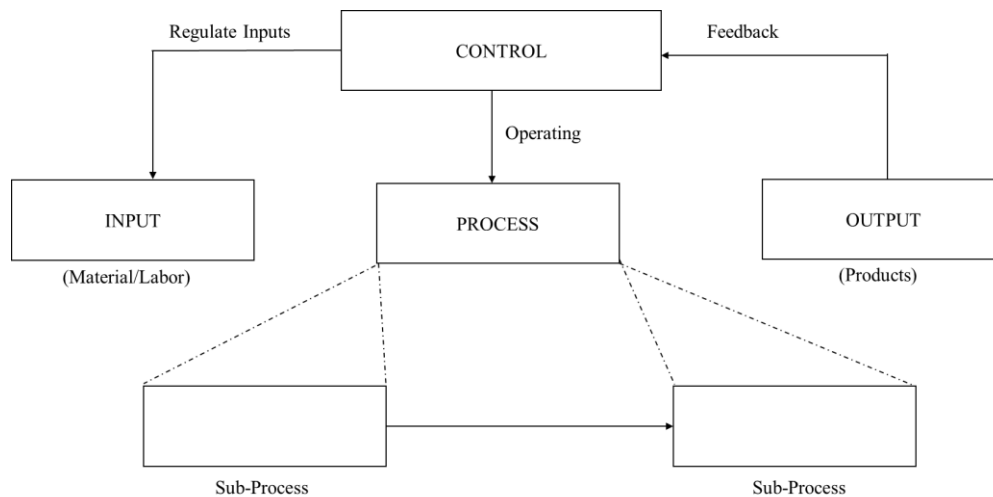 Regulate Inputs
CONTROL
Feedback
Operating
INPUT
PROCESS
OUTPUT
(Material/Labor)
(Products)
Sub-Process
Sub-Process